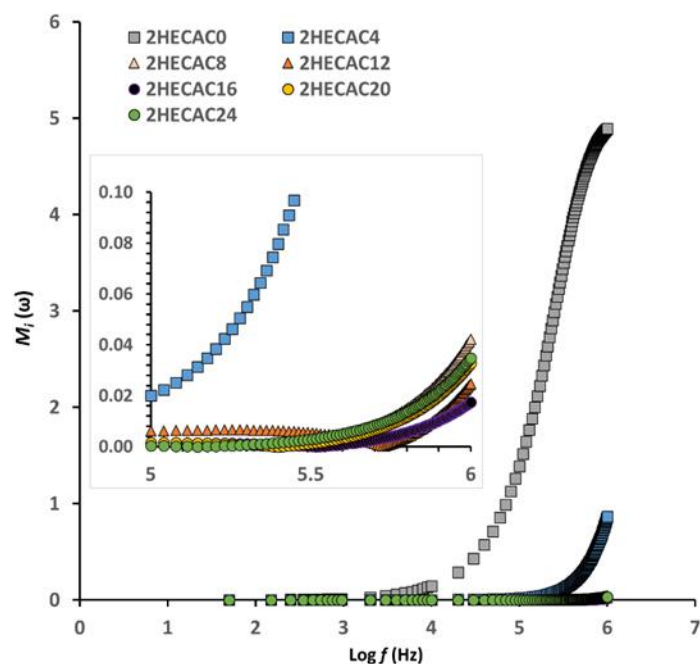 6
2HECAC0 2HECAC4
2HECAC8 2HECAC12
5
2HECAC16 2HECAC20
2HECAC24
4
0.10
0.08
3
0.06
0.04
2
0.02
0.00
5 5.5 6
1
0
0 1 2 3 4 5 6 7
Mi (ω)
Log f (Hz)